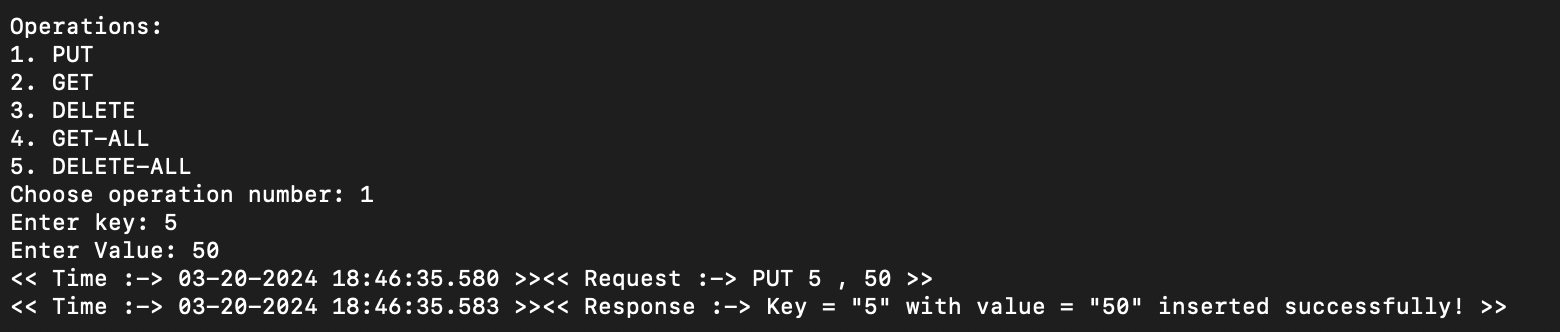 Operations:
1. PUT
2. GET
3. DELETE
4. GET-ALL
5. DELETE-ALL
Choose operation number: 1
Enter key: 5
Enter Value: 50
<< Time :-> 03-20-2024 18:46:35.580 >><< Request :-> PUT 5 , 50 >>
<< Time :-> 03-20-2024 18:46:35.583 >><< Response :-> Key = "5" with value = "50" inserted successfully! >>